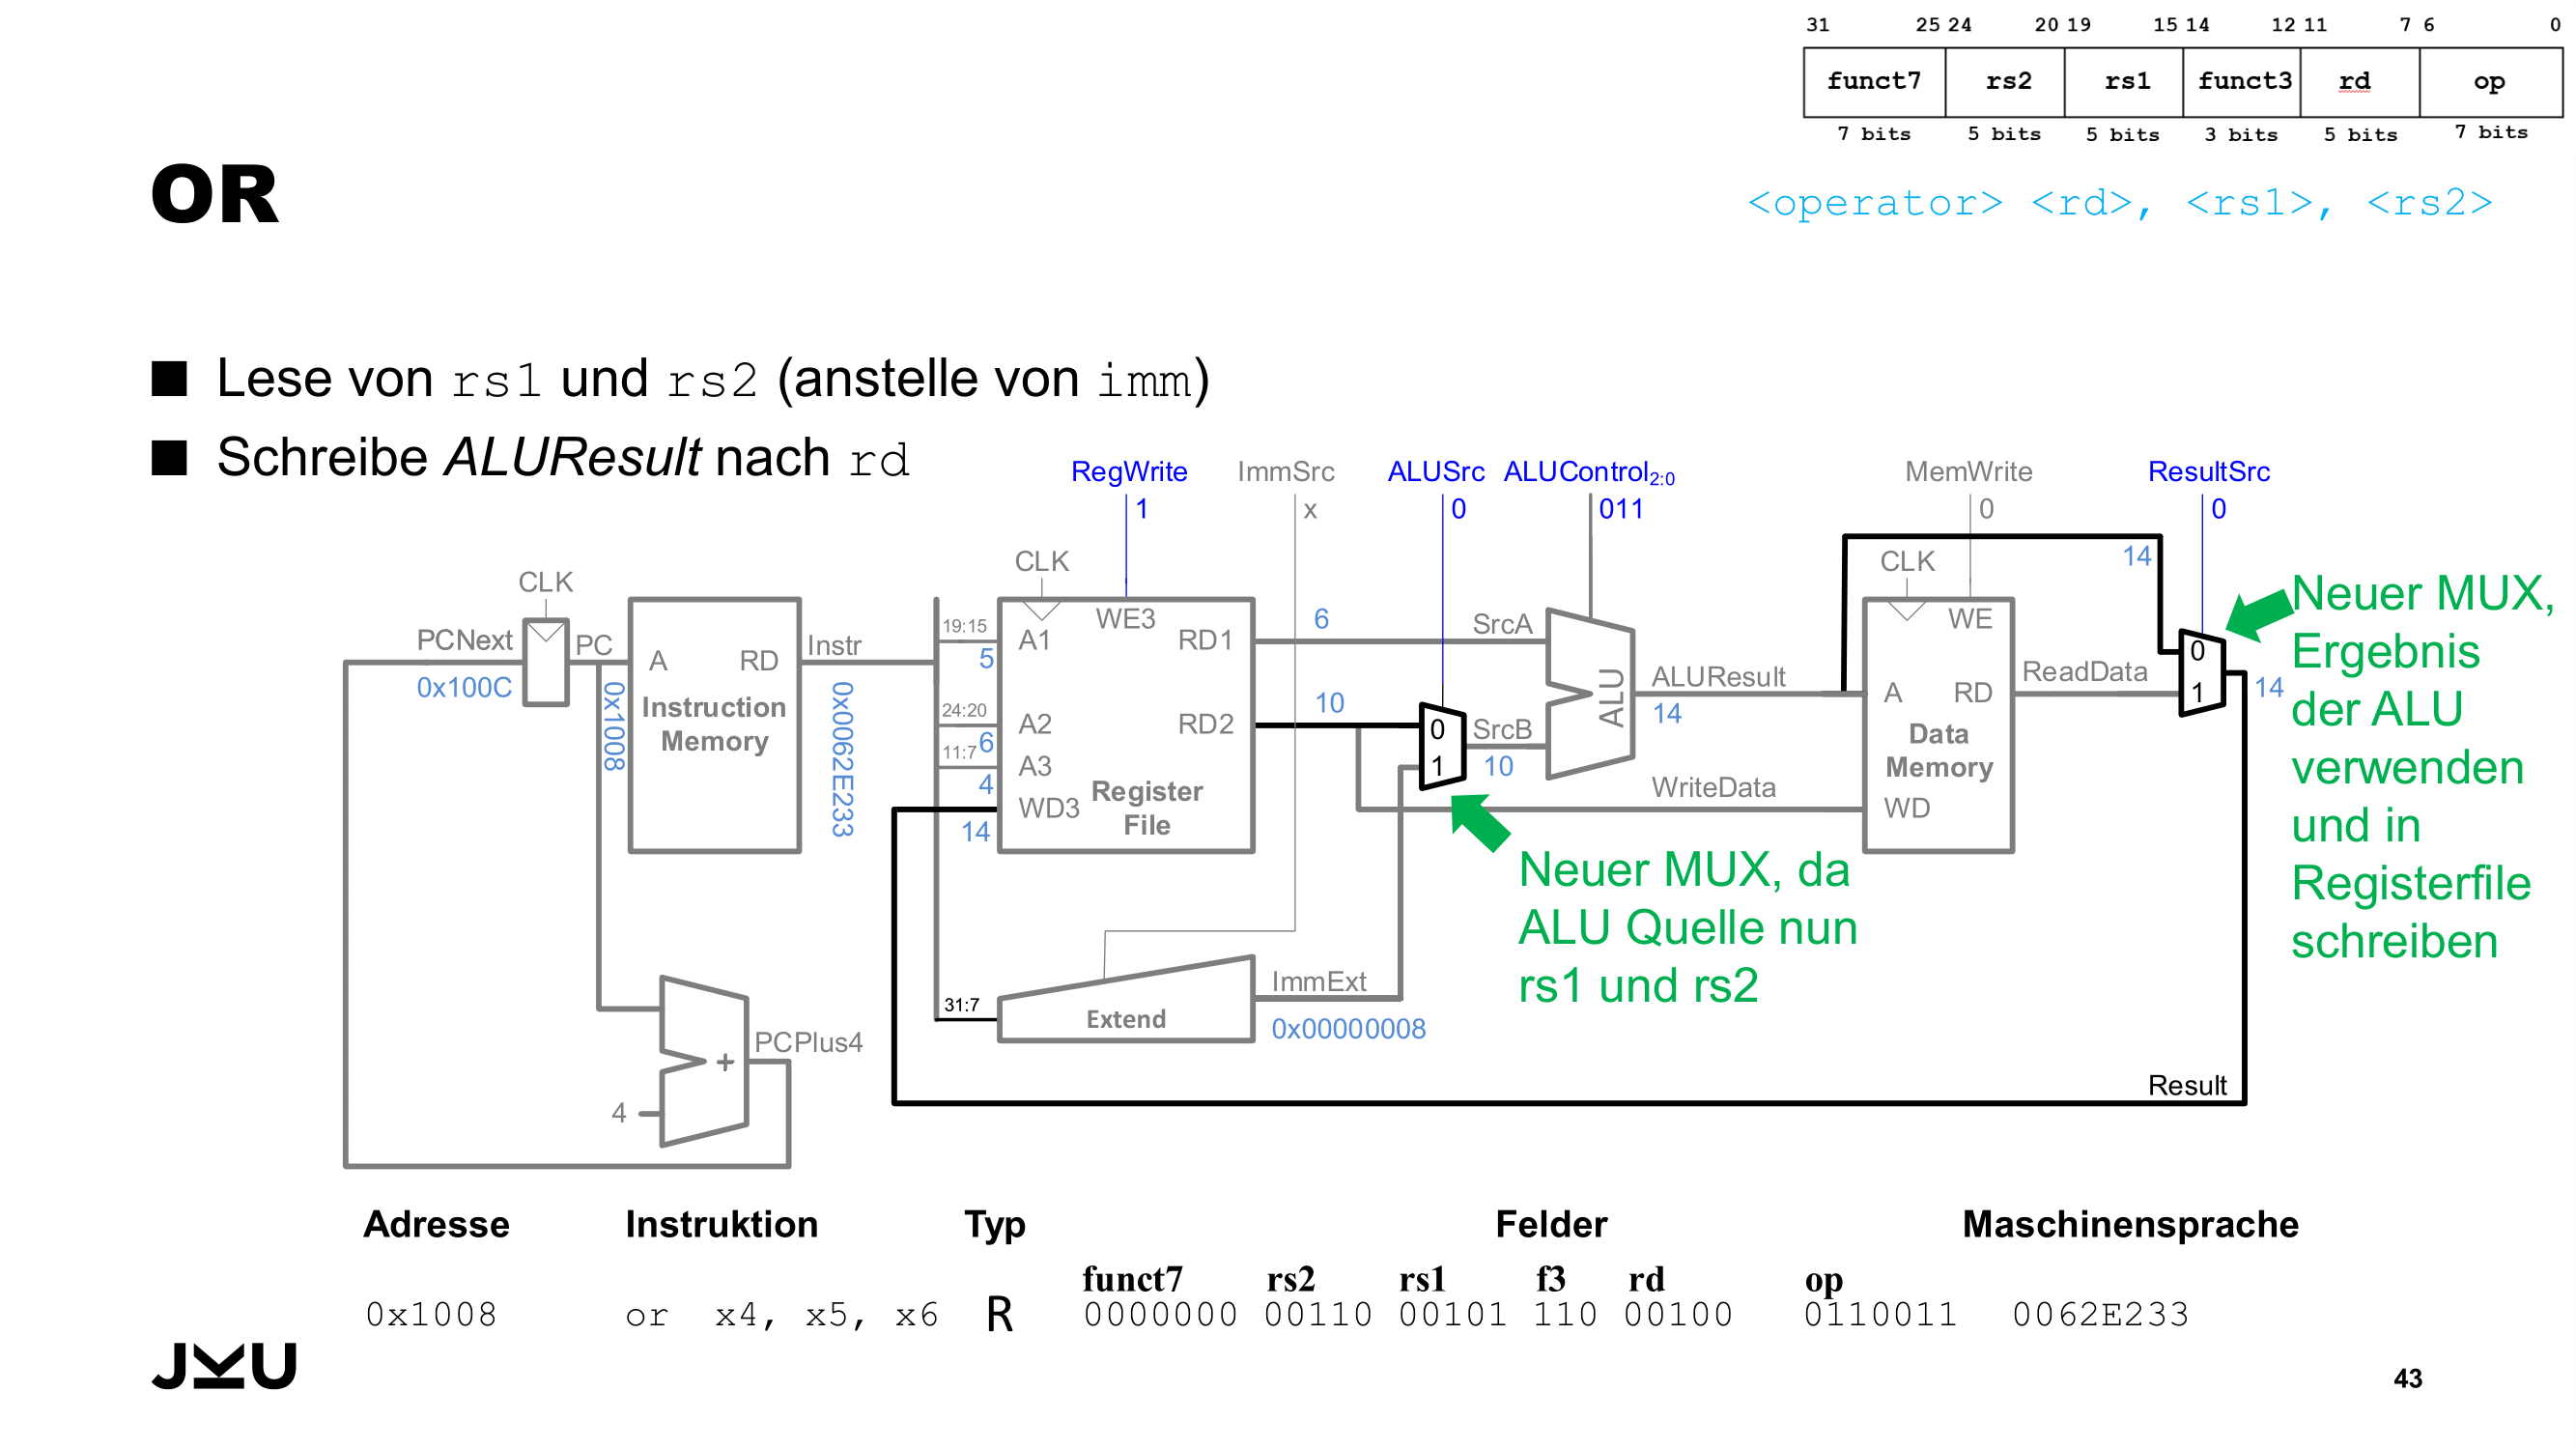 31 25 24 20 19 15 14 12 11 7 6 0
funct7 rs2 rs1 funct3 rd op
7 bits 5 bits 5 bits 3 bits 5 bits 7 bits
OR
<operator> <rd>, <rs1>, <rs2>
■ Lese von rs1 und rs2 (anstelle von imm)
■ Schreibe ALUResult nach rd
RegWrite ImmSrc ALUSrc ALUControl2:0 MemWrite ResultSrc
1 x 0 011 0 0
CLK CLK CLK
14
PCNext PC
0x100C
0x1008
A RD
Instruction
Memory
Instr
0x0062E233
19:15
5
24:20
6
11:7
4
14
A1 WE3 RD1
A2 RD2
A3
WD3
Register
File
6
10
SrcA
0
1
SrcB
10
ALU
ALUResult
14
WriteData
WE
A RD
Data
Memory
WD
ReadData
0
1
14
Neuer MUX,
Ergebnis
der ALU
verwenden
und in
Registerfile
schreiben
Neuer MUX, da
ALU Quelle nun
rs1 und rs2
31:7
Extend
ImmExt
0x00000008
PCPlus4
+
4
Result
Adresse Instruktion Typ Felder Maschinensprache
funct7 rs2 rs1 f3 rd op
0x1008 or x4, x5, x6 R 0000000 00110 00101 110 00100 0110011 0062E233
JKU
43